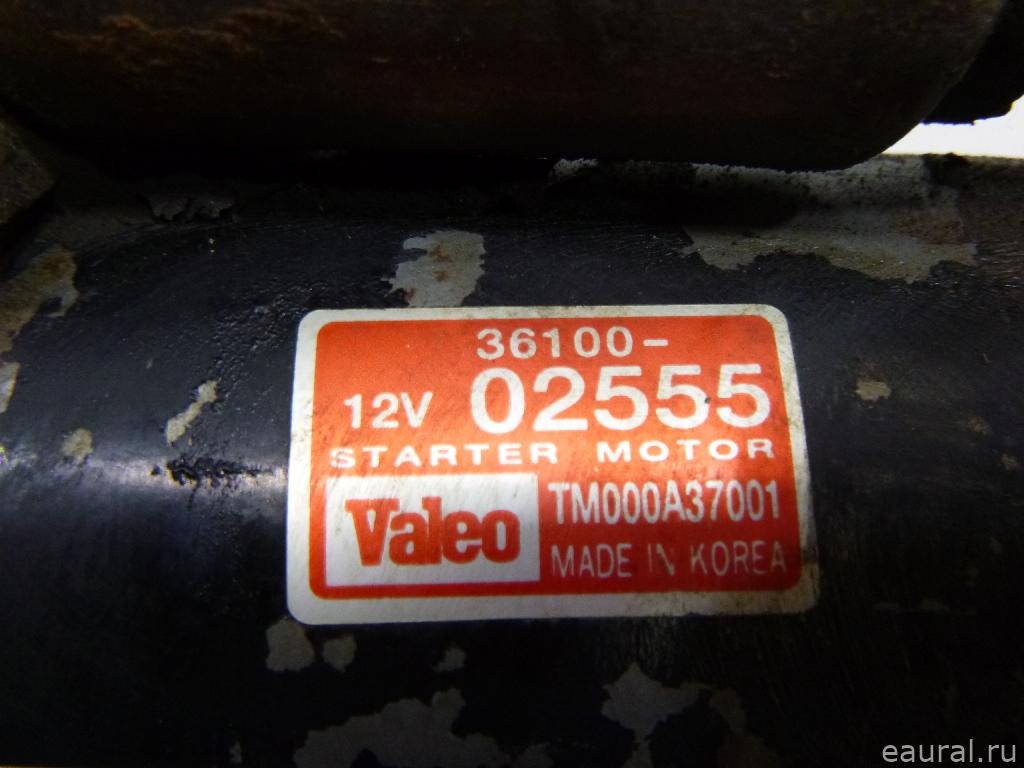 36100-
12V 02555
STARTER MOTOR
Valeo TM000A37001
MADE IN KOREA
eaural.ru